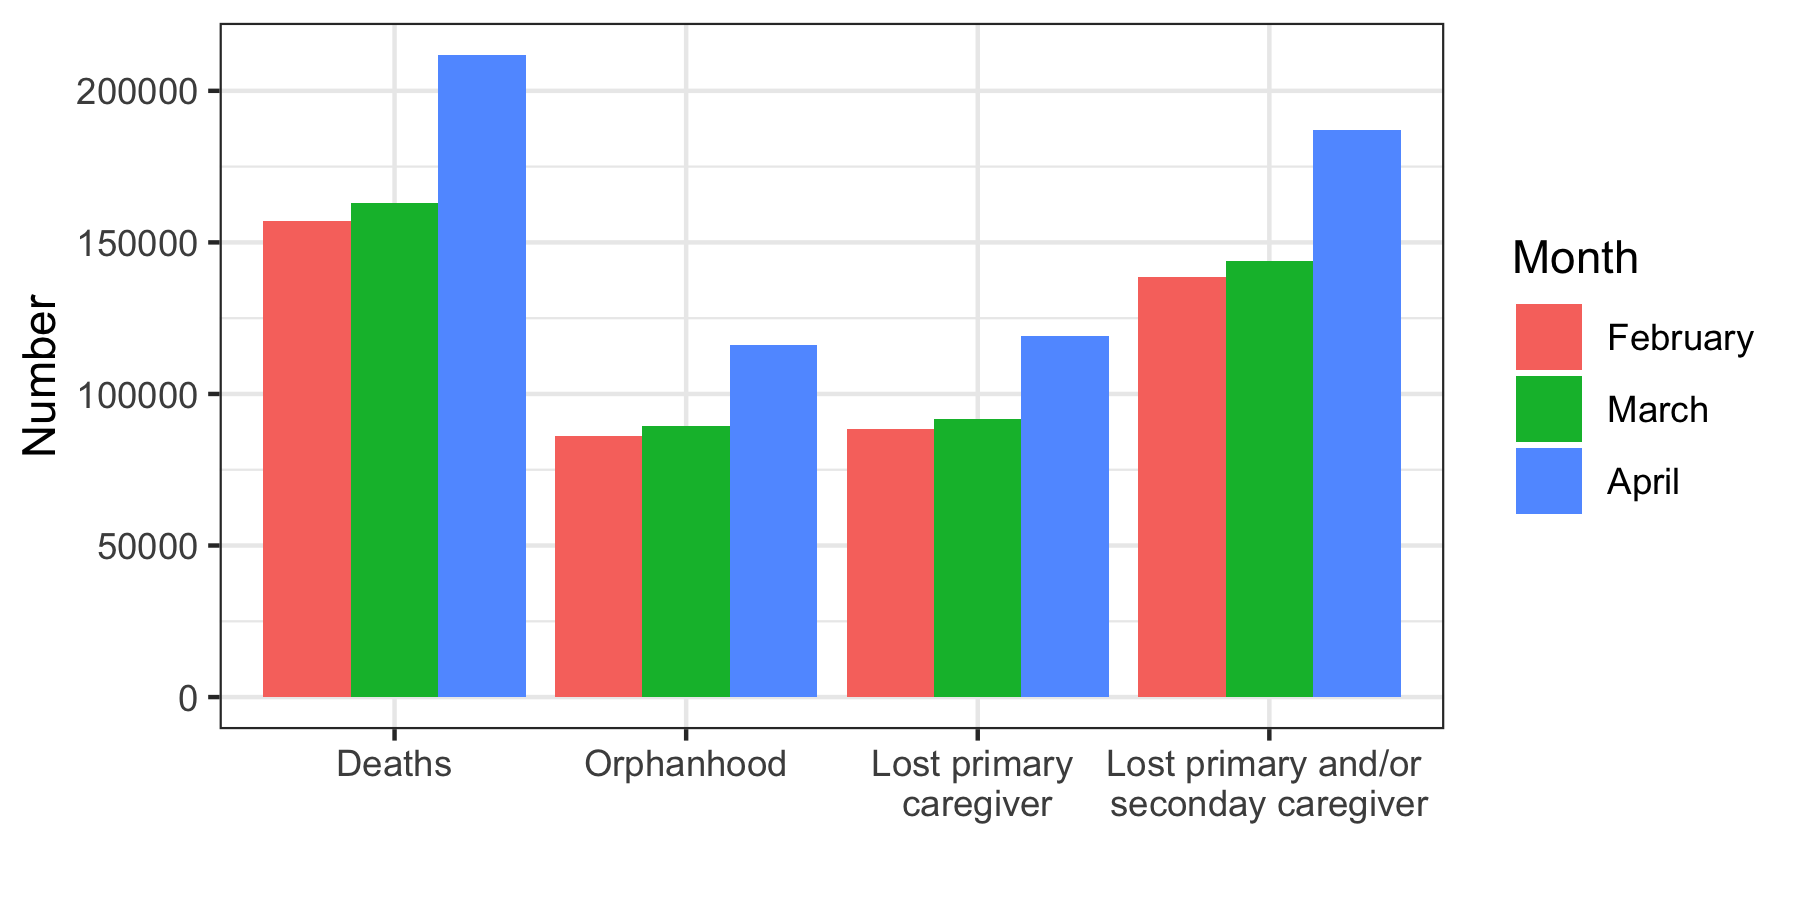 Number
200000
150000
100000
50000
0
Deaths
Orphanhood
Lost primary
caregiver
Lost primary and/or
seconday caregiver
Month
February
March
April